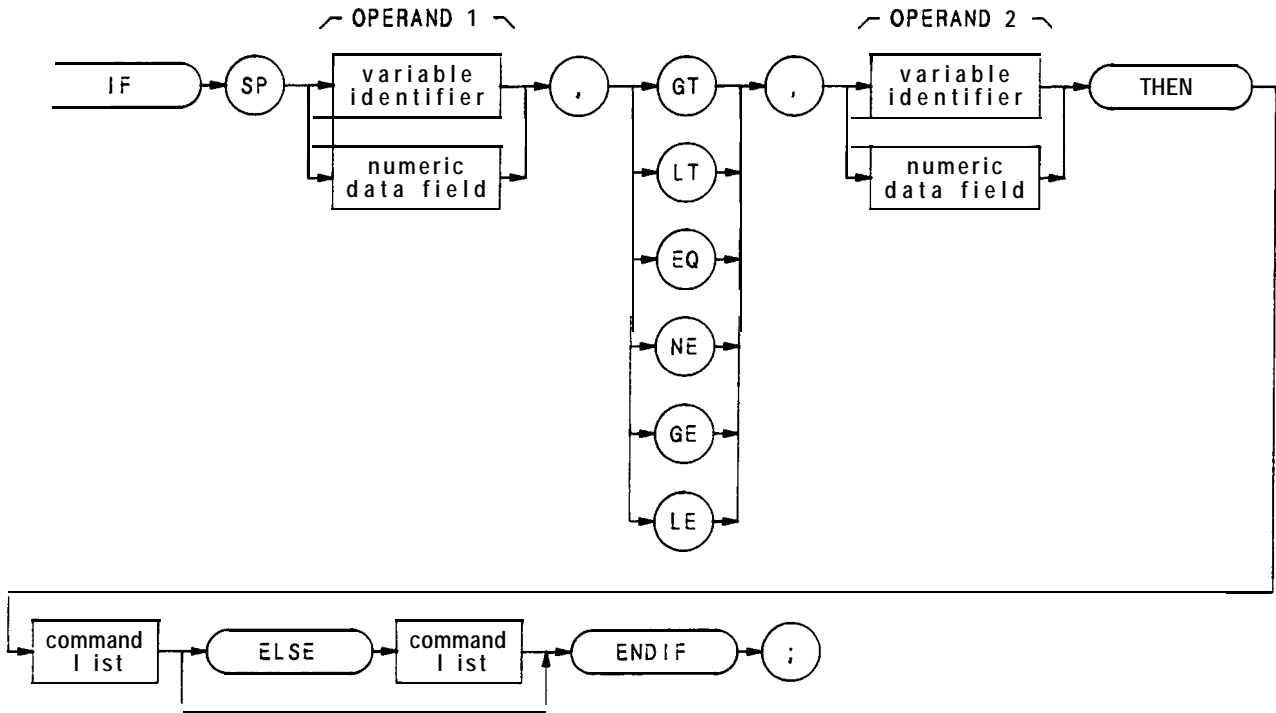 OPERAND 1
OPERAND 2
IF
SP
variable
identifier
,
GT
,
variable
identifier
THEN
numeric
data field
LT
numeric
data field
EQ
NE
GE
LE
command
list
ELSE
command
list
ENDIF
;